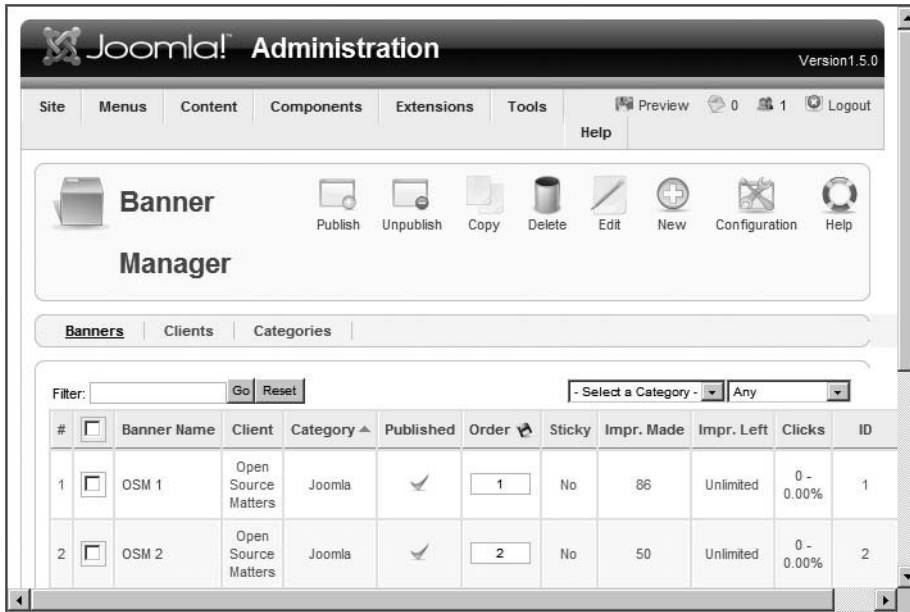 Joomla! Administration
Version1.5.0
Site Menus Content Components Extensions Tools Preview 0 1 Logout
Help
Banner Manager
Publish Unpublish Copy Delete Edit New Configuration Help
Banners Clients Categories
Filter: Go Reset - Select a Category - Any
# Banner Name Client Category Published Order Sticky Impr. Made Impr. Left Clicks ID
1 OSM 1 Open Source Matters Joomla 1 No 86 Unlimited 0 - 0.00% 1
2 OSM 2 Open Source Matters Joomla 2 No 50 Unlimited 0 - 0.00% 2